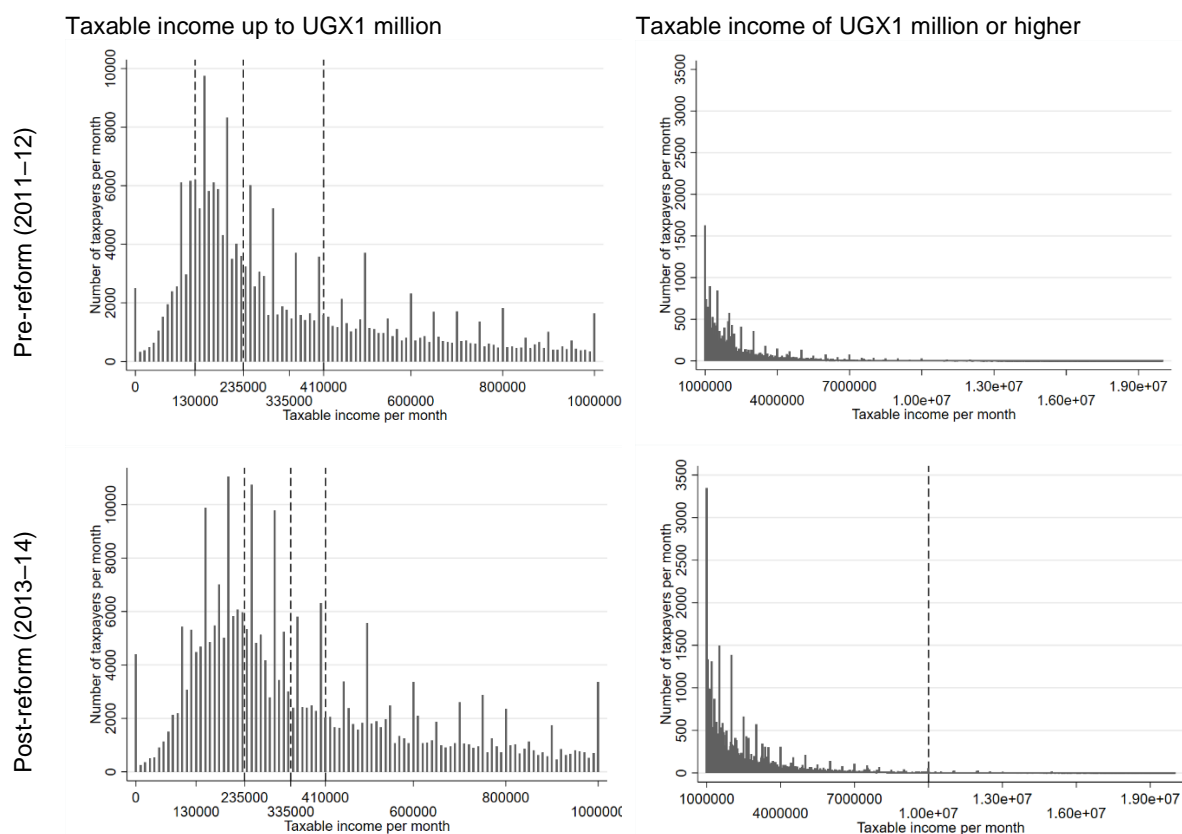 Taxable income up to UGX1 million
Taxable income of UGX1 million or higher
Pre-reform (2011–12)
Number of taxpayers per month
10000
8000
6000
4000
2000
0
0 235000 410000 800000
130000 335000 600000 1000000
Taxable income per month
Number of taxpayers per month
3500
3000
2500
2000
1500
1000
500
0
1000000 7000000 1.30e+07 1.90e+07
4000000 1.00e+07 1.6e+07
Taxable income per month
Post-reform (2013–14)
Number of taxpayers per month
10000
8000
6000
4000
2000
0
0 235000 410000 800000
130000 335000 600000 1000000
Taxable income per month
Number of taxpayers per month
3500
3000
2500
2000
1500
1000
500
0
1000000 7000000 1.30e+07 1.90e+07
4000000 1.00e+07 1.6e+07
Taxable income per month